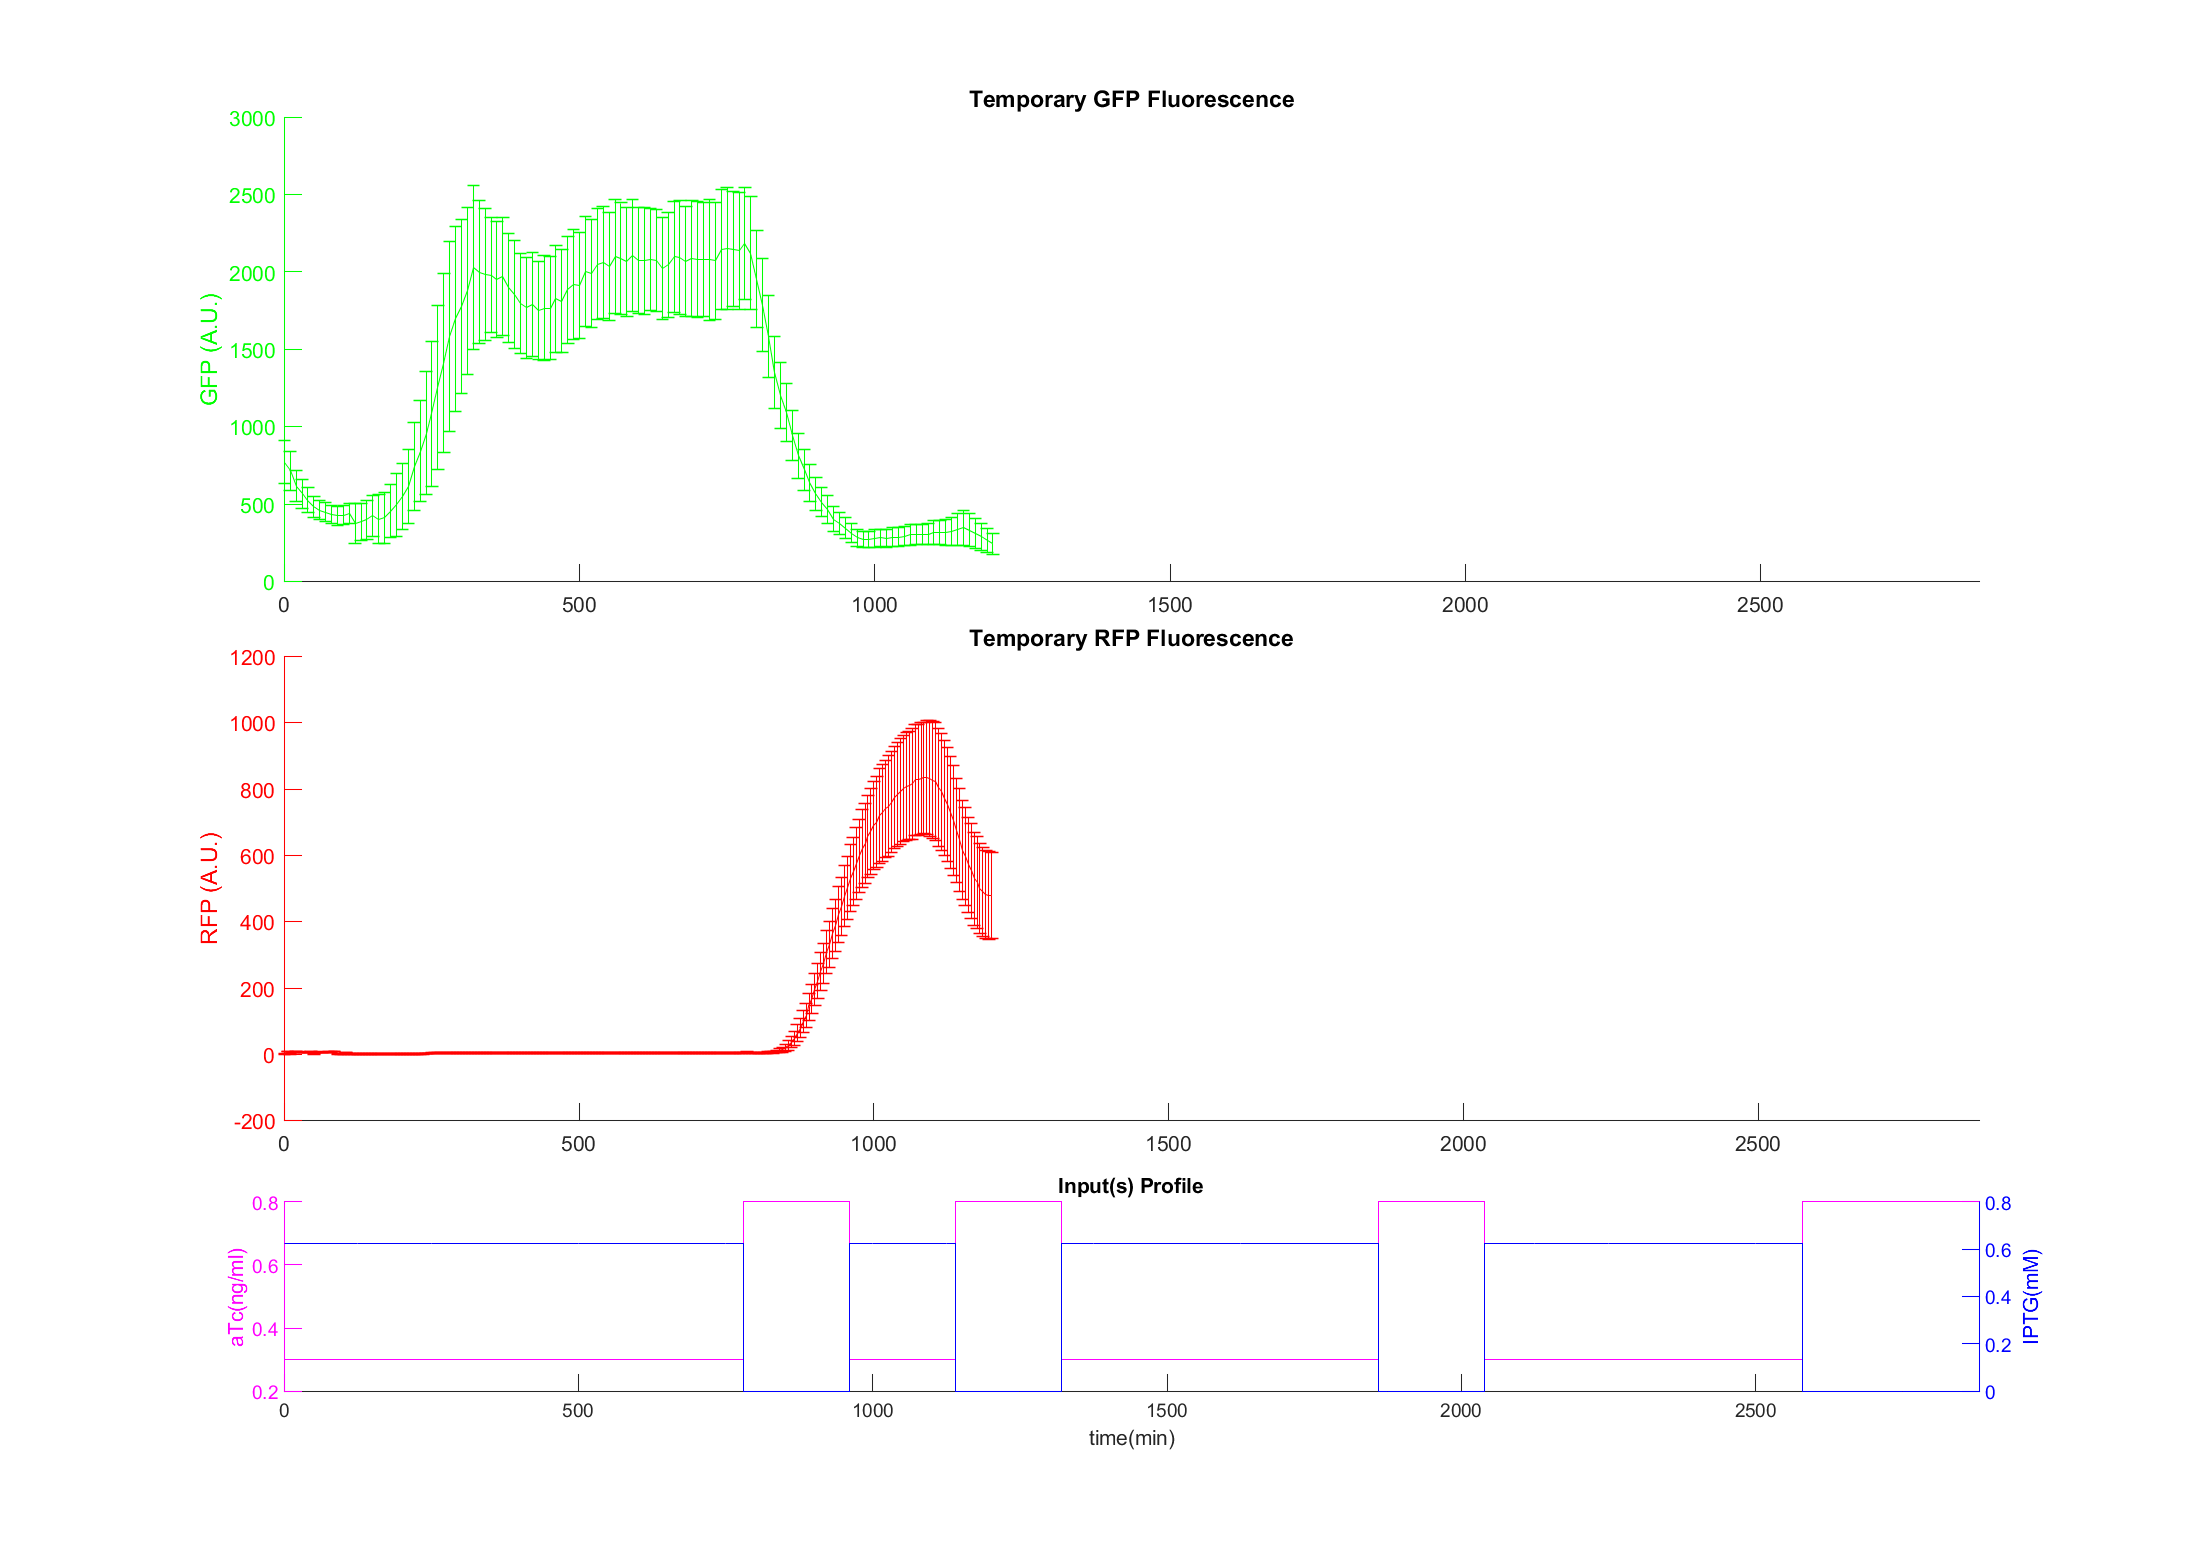 Temporary GFP Fluorescence
3000
2500
2000
1500
1000
500
0
GFP (A.U.)
0 500 1000 1500 2000 2500
Temporary RFP Fluorescence
1200
1000
800
600
400
200
0
-200
RFP (A.U.)
0 500 1000 1500 2000 2500
Input(s) Profile
0.8
0.6
0.4
0.2
aTc(ng/ml)
0.8
0.6
0.4
0.2
0
IPTG(mM)
0 500 1000 1500 2000 2500
time(min)